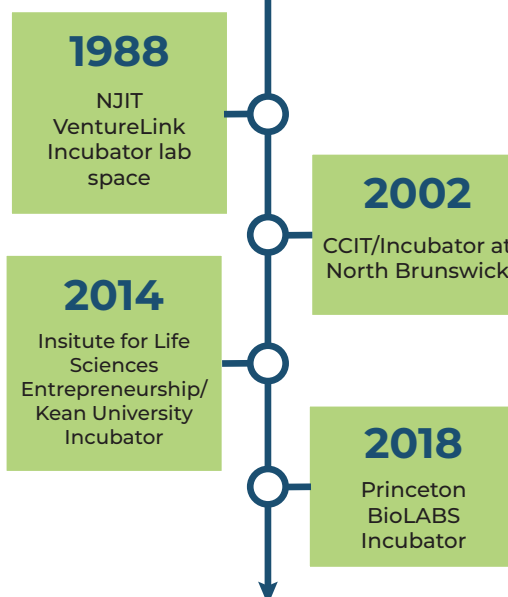 1988
NJIT
VentureLink
Incubator lab
space
2002
CCIT/Incubator at
North Brunswick
2014
Insitute for Life
Sciences
Entrepreneurship/
Kean University
Incubator
2018
Princeton
BioLABS
Incubator